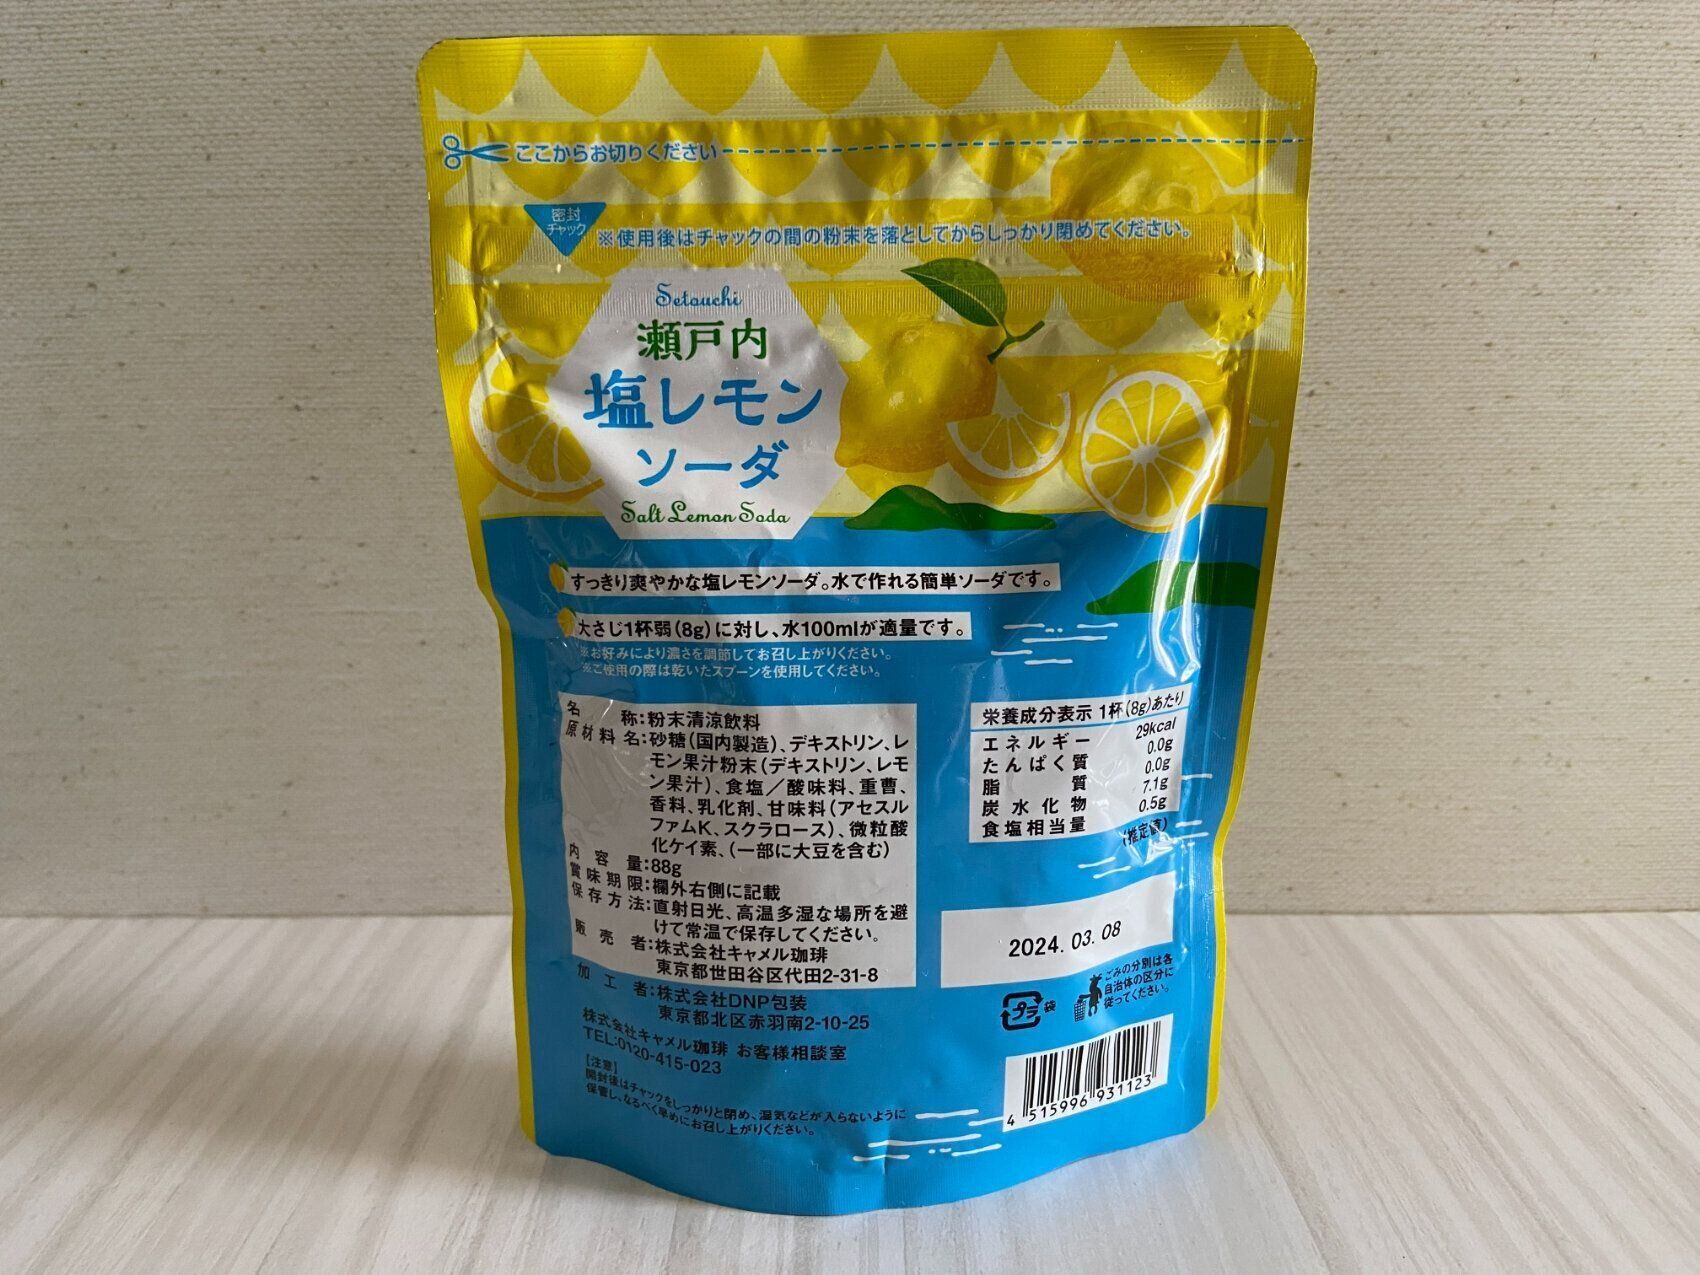 ここからお切りください
密封
チャック
※使用後はチャックの間の粉末を落としてからしっかり閉めてください。
Setouchi
瀬戸内
塩レモン
ソーダ
Salt Lemon Soda
すっきり爽やかな塩レモンソーダ。水で作れる簡単ソーダです。
大さじ1杯弱(8g)に対し、水100mlが適量です。
※お好みにより濃さを調節してお召し上がりください。
※ご使用の際は乾いたスプーンを使用してください。
名称:粉末清涼飲料
原材料名:砂糖(国内製造)、デキストリン、レ
モン果汁粉末(デキストリン、レモ
ン果汁)、食塩/酸味料、重曹、
香料、乳化剤、甘味料(アセスル
ファムK、スクラロース)、微粒酸
化ケイ素、(一部に大豆を含む)
内容量:88g
賞味期限:欄外右側に記載
保存方法:直射日光、高温多湿な場所を避
けて常温で保存してください。
販売者:株式会社キャメル珈琲
東京都世田谷区代田2-31-8
加工者:株式会社DNP包装
東京都北区赤羽南2-10-25
株式会社キャメル珈琲 お客様相談室
TEL:0120-415-023
【注意】
開封後はチャックをしっかりと閉め、湿気などが入らないように
保管し、なるべく早めにお召し上がりください。
栄養成分表示 1杯(8g)あたり
エネルギー 29kcal
たんぱく質 0.0g
脂質 0.0g
炭水化物 7.1g
食塩相当量 0.5g
(推定値)
2024.03.08
プラ 袋
ごみの分別は各
自治体の区分に
従ってください。
4 515996 931123